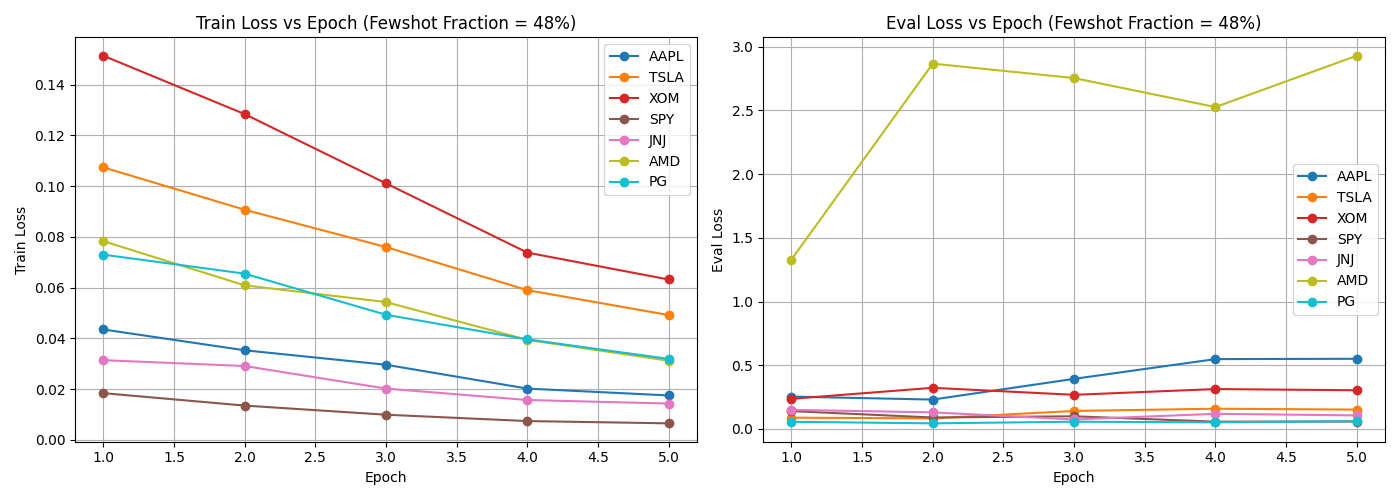 Train Loss vs Epoch (Fewshot Fraction = 48%)
Train Loss
0.14
0.12
0.10
0.08
0.06
0.04
0.02
0.00
1.0 1.5 2.0 2.5 3.0 3.5 4.0 4.5 5.0
Epoch
AAPL
TSLA
XOM
SPY
JNJ
AMD
PG
Eval Loss vs Epoch (Fewshot Fraction = 48%)
Eval Loss
3.0
2.5
2.0
1.5
1.0
0.5
0.0
1.0 1.5 2.0 2.5 3.0 3.5 4.0 4.5 5.0
Epoch
AAPL
TSLA
XOM
SPY
JNJ
AMD
PG